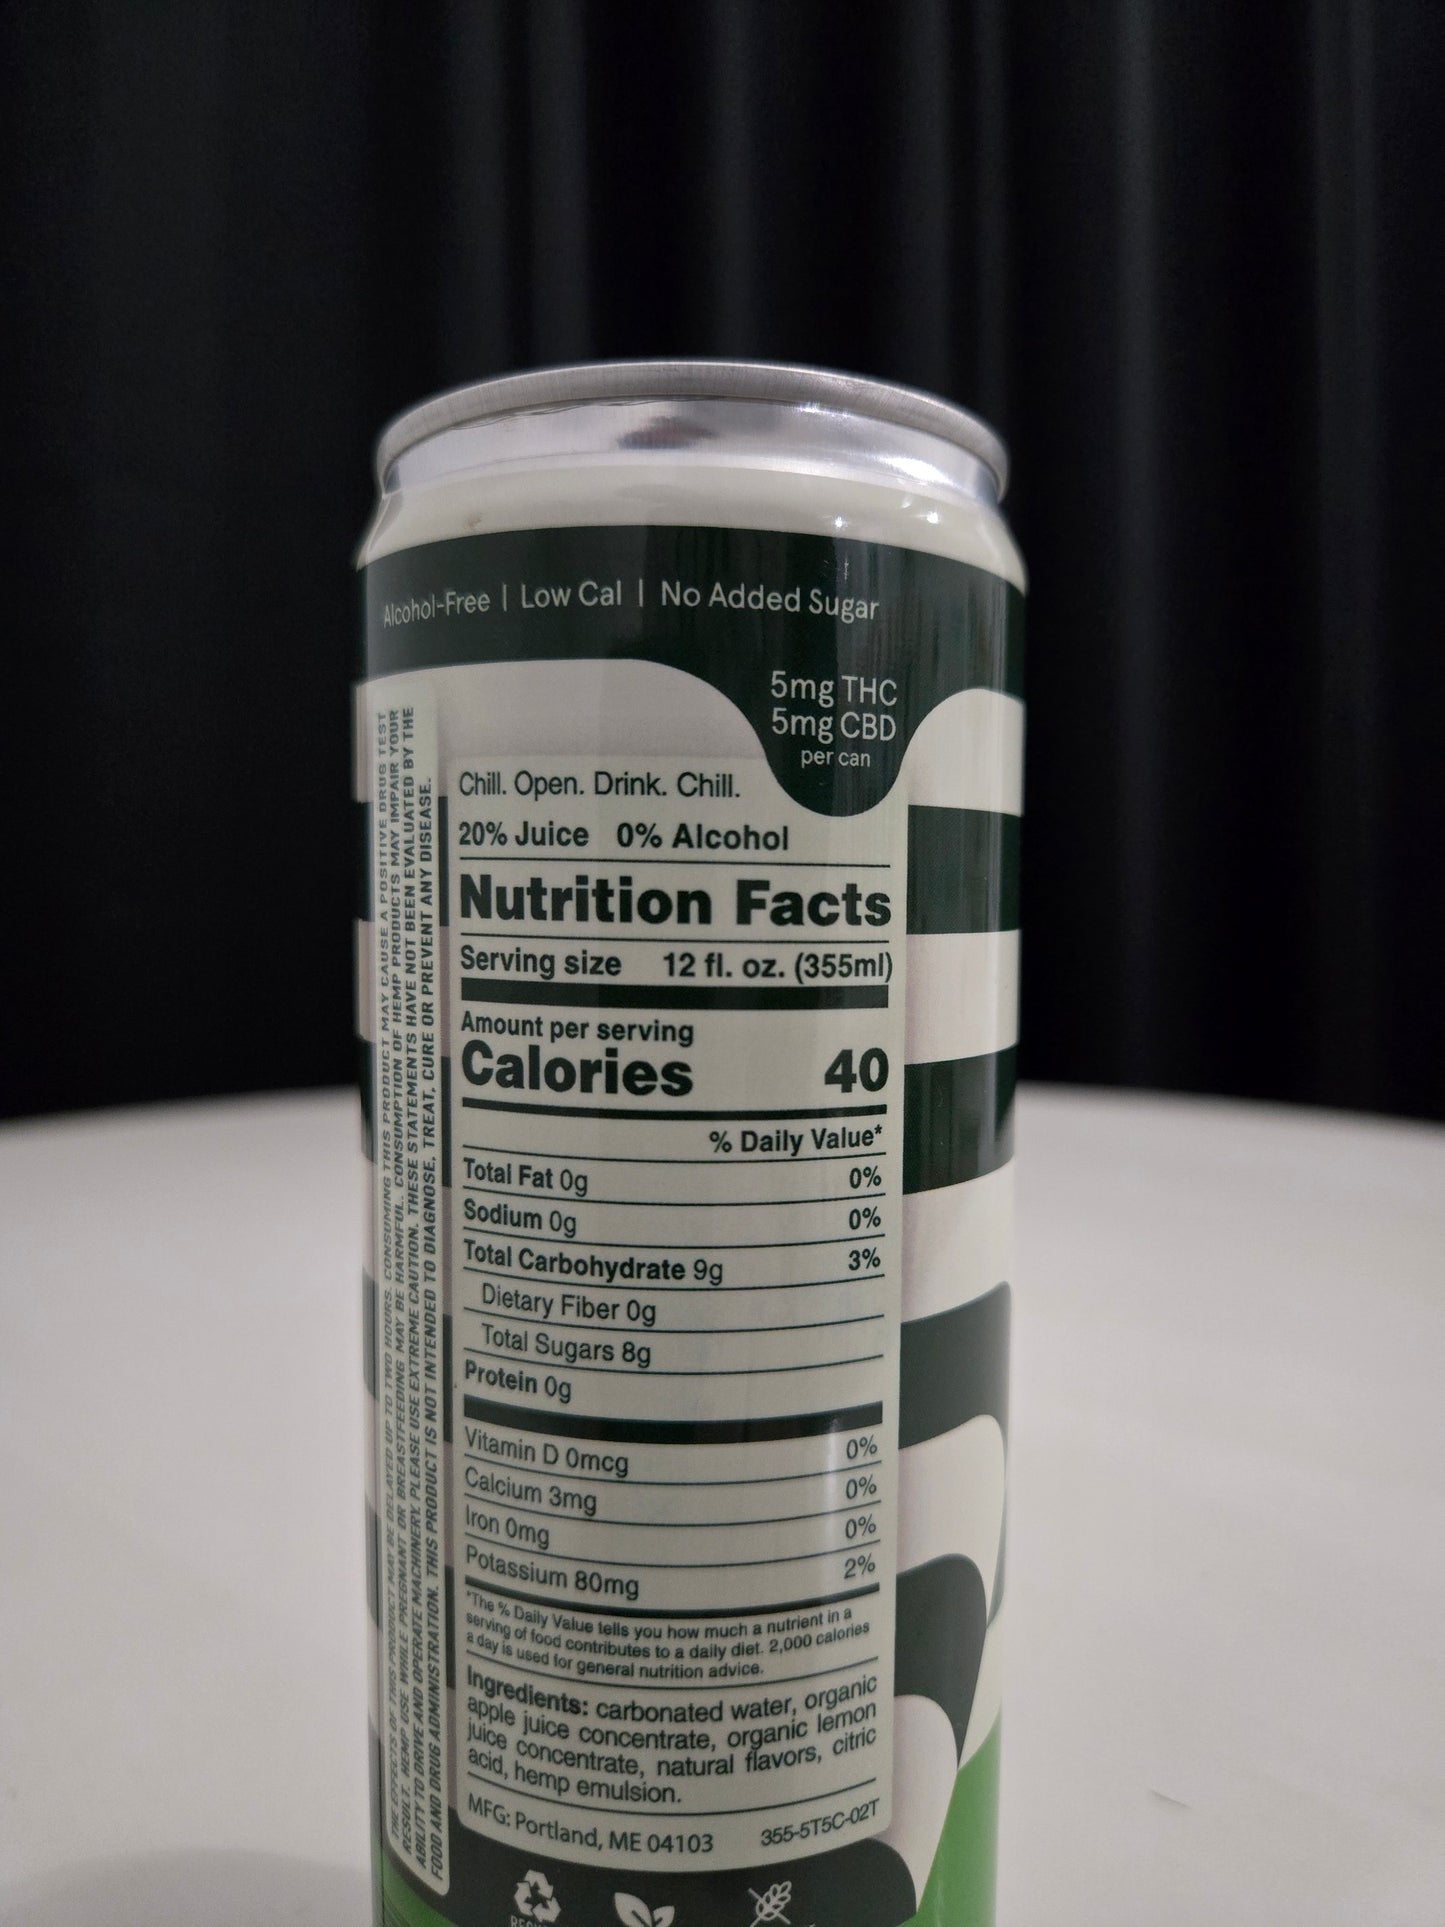 Alcohol-Free | Low Cal | No Added Sugar
5mg THC
5mg CBD
per can
THE EFFECTS OF THIS PRODUCT MAY BE DELAYED UP TO TWO HOURS. CONSUMING THIS PRODUCT MAY CAUSE A POSITIVE DRUG TEST
RESULT. HEMP USE WHILE PREGNANT OR BREASTFEEDING MAY BE HARMFUL. CONSUMPTION OF HEMP PRODUCTS MAY IMPAIR YOUR
ABILITY TO DRIVE AND OPERATE MACHINERY. PLEASE USE EXTREME CAUTION. THESE STATEMENTS HAVE NOT BEEN EVALUATED BY THE
FOOD AND DRUG ADMINISTRATION. THIS PRODUCT IS NOT INTENDED TO DIAGNOSE, TREAT, CURE OR PREVENT ANY DISEASE.
Chill. Open. Drink. Chill.
20% Juice 0% Alcohol
Nutrition Facts
Serving size 12 fl. oz. (355ml)
Amount per serving
Calories 40
% Daily Value*
Total Fat 0g 0%
Sodium 0g 0%
Total Carbohydrate 9g 3%
Dietary Fiber 0g
Total Sugars 8g
Protein 0g
Vitamin D 0mcg 0%
Calcium 3mg 0%
Iron 0mg 0%
Potassium 80mg 2%
*The % Daily Value tells you how much a nutrient in a
serving of food contributes to a daily diet. 2,000 calories
a day is used for general nutrition advice.
Ingredients: carbonated water, organic
apple juice concentrate, organic lemon
juice concentrate, natural flavors, citric
acid, hemp emulsion.
MFG: Portland, ME 04103 355-5T5C-02T